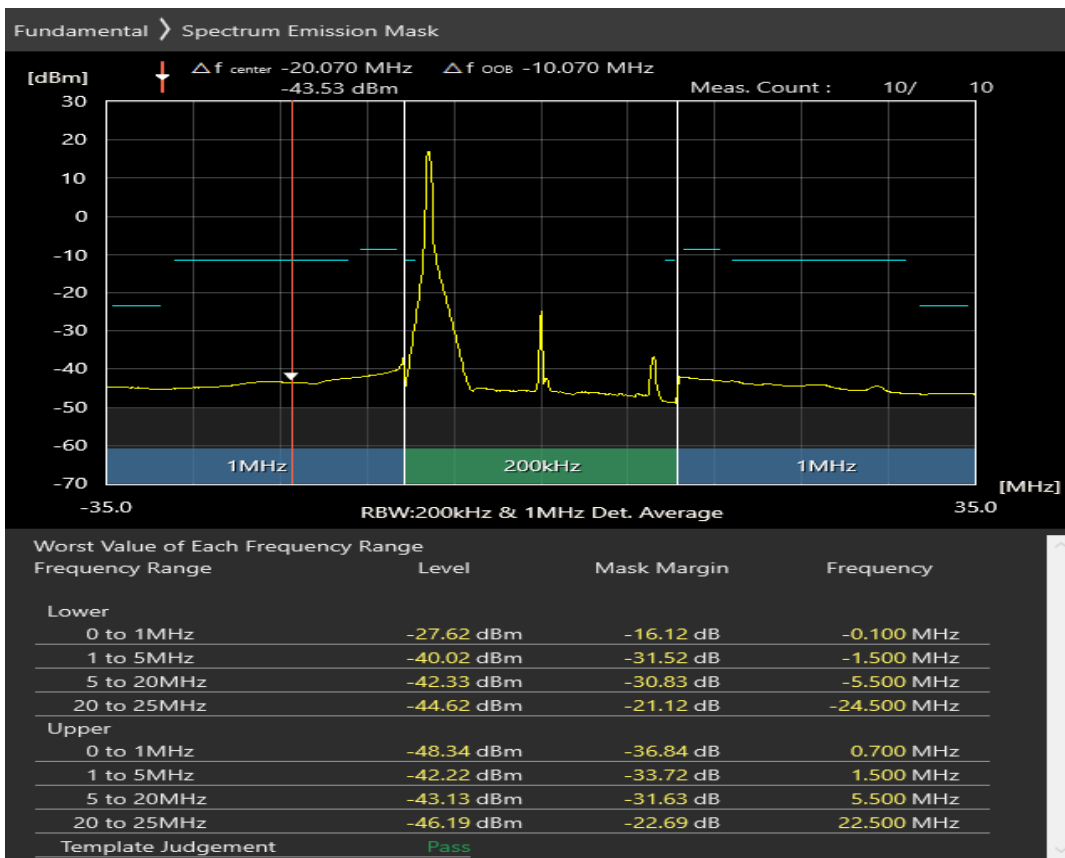 Fundamental 〉 Spectrum Emission Mask
△f center -20.070 MHz △f OOB -10.070 MHz
[dBm]
-43.53 dBm
Meas. Count : 10/ 10
30
20
10
0
-10
-20
-30
-40
-50
-60
1MHz 200kHz 1MHz
-70
[MHz]
-35.0 RBW:200kHz & 1MHz Det. Average 35.0
Worst Value of Each Frequency Range
Frequency Range Level Mask Margin Frequency
Lower
0 to 1MHz -27.62 dBm -16.12 dB -0.100 MHz
1 to 5MHz -40.02 dBm -31.52 dB -1.500 MHz
5 to 20MHz -42.33 dBm -30.83 dB -5.500 MHz
20 to 25MHz -44.62 dBm -21.12 dB -24.500 MHz
Upper
0 to 1MHz -48.34 dBm -36.84 dB 0.700 MHz
1 to 5MHz -42.22 dBm -33.72 dB 1.500 MHz
5 to 20MHz -43.13 dBm -31.63 dB 5.500 MHz
20 to 25MHz -46.19 dBm -22.69 dB 22.500 MHz
Template Judgement Pass